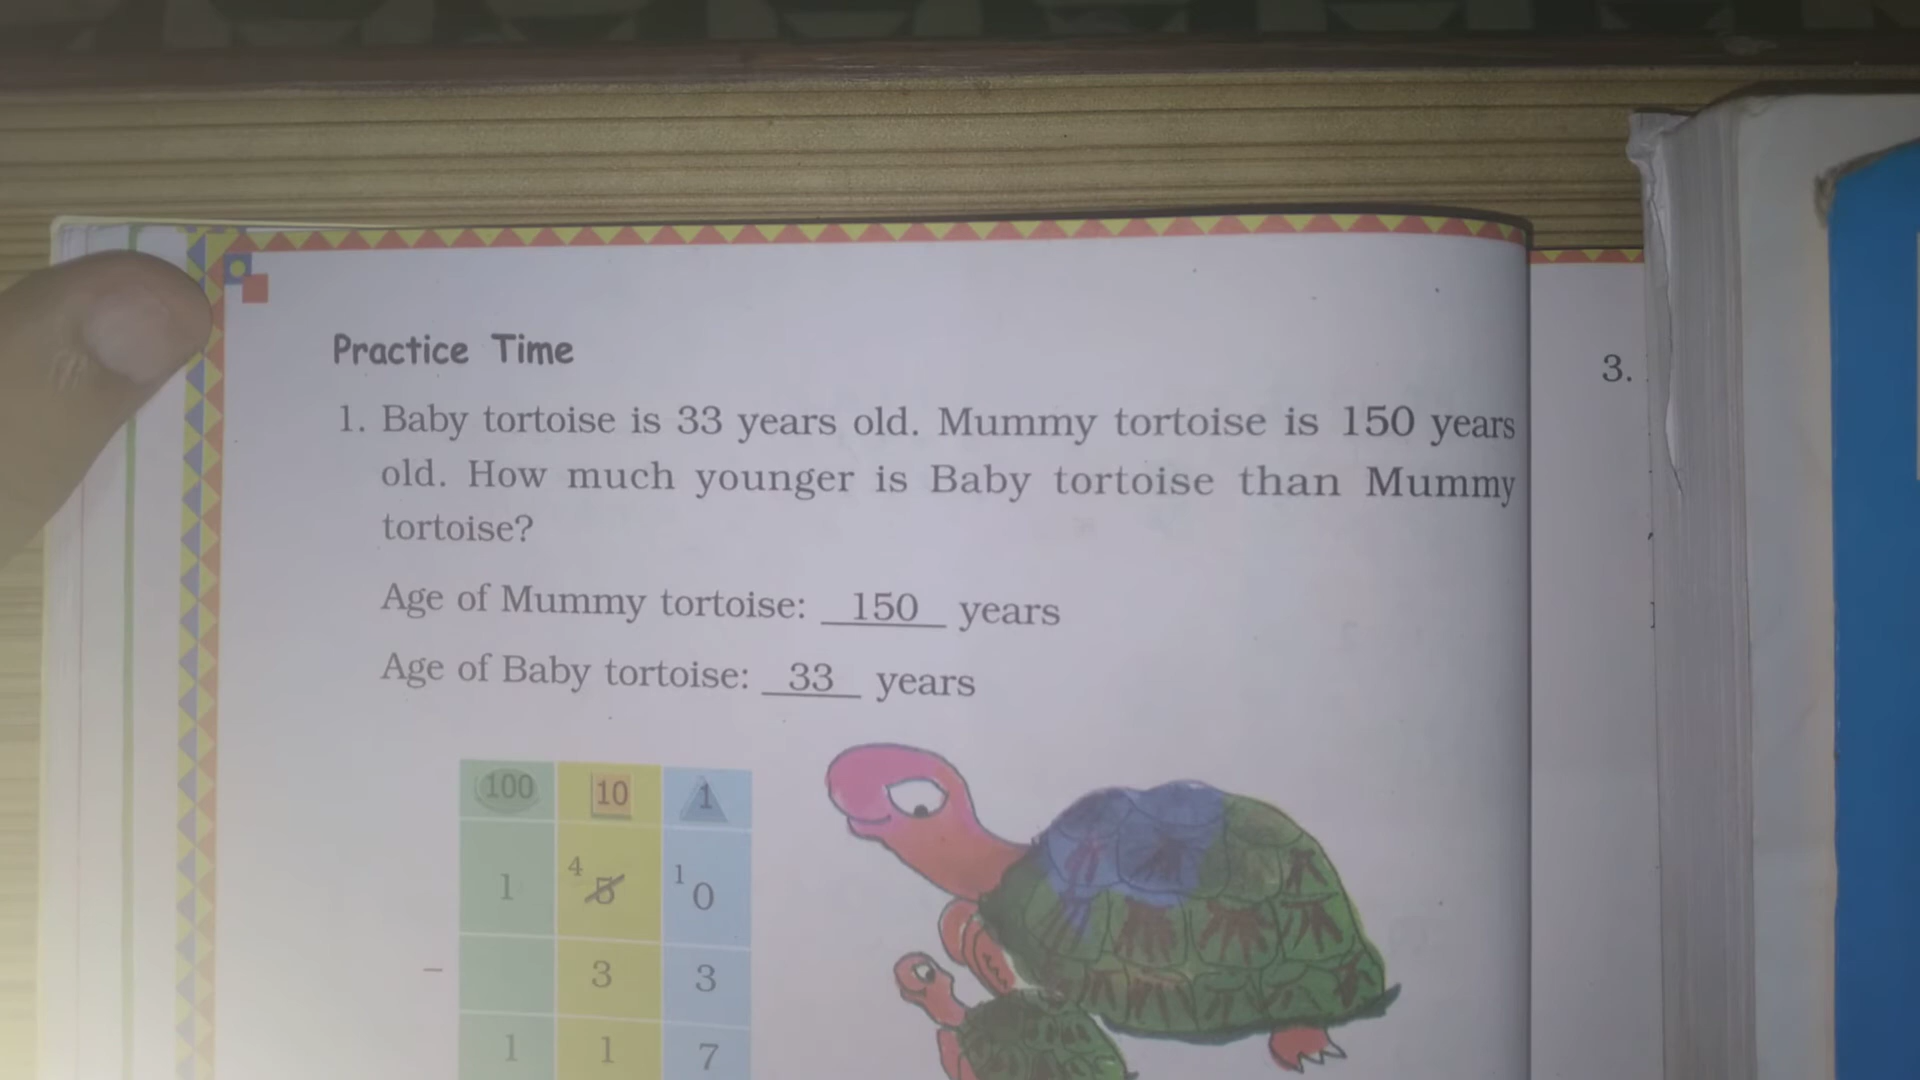 Practice Time
1. Baby tortoise is 33 years old. Mummy tortoise is 150 years
old. How much younger is Baby tortoise than Mummy
tortoise?
Age of Mummy tortoise: 150 years
Age of Baby tortoise: 33 years
100 10 1
1 4 5 1 0
– 3 3
1 1 7
3.